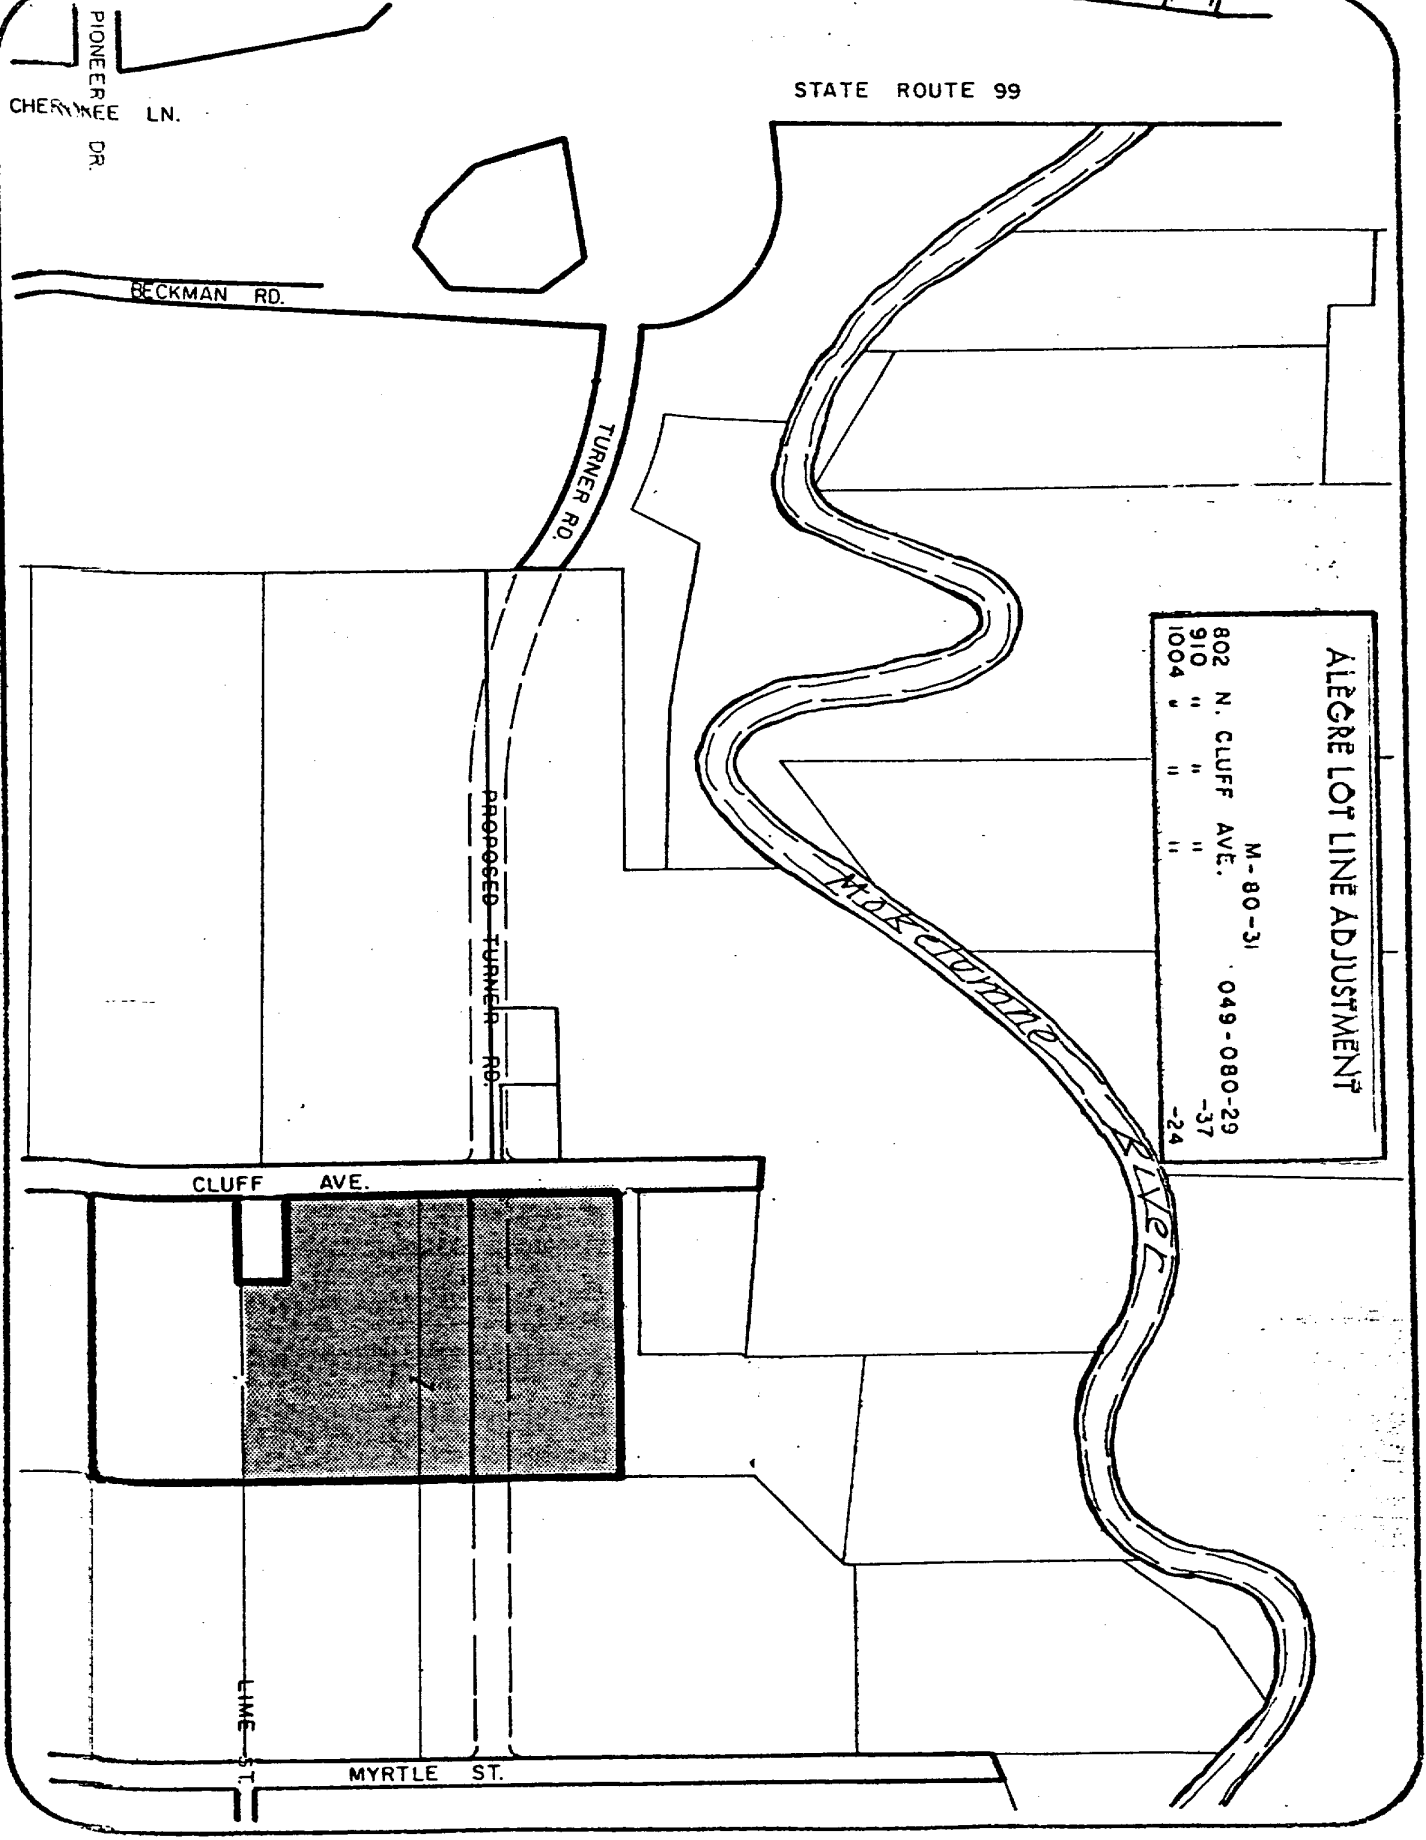 PIONEER DR.
CHEROKEE LN.
STATE ROUTE 99
BECKMAN RD.
TURNER RD.
ALEGRE LOT LINE ADJUSTMENT
M-80-31
802 N. CLUFF AVE. 049-080-29
910 " " " -37
1004 " " " -24
PROPOSED TURNER RD.
Mokelumne River
CLUFF AVE.
LIME ST.
MYRTLE ST.